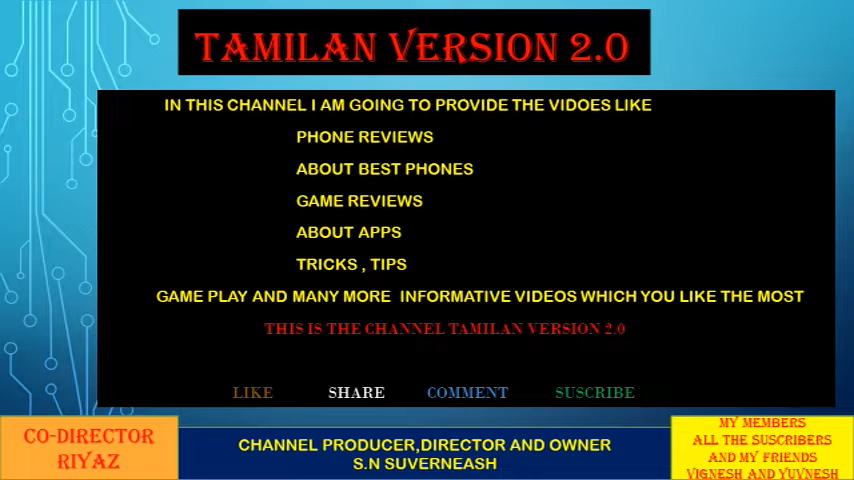 TAMILAN VERSION 2.0
IN THIS CHANNEL I AM GOING TO PROVIDE THE VIDOES LIKE
PHONE REVIEWS
ABOUT BEST PHONES
GAME REVIEWS
ABOUT APPS
TRICKS , TIPS
GAME PLAY AND MANY MORE INFORMATIVE VIDEOS WHICH YOU LIKE THE MOST
THIS IS THE CHANNEL TAMILAN VERSION 2.0
LIKE SHARE COMMENT SUSCRIBE
CO-DIRECTOR
RIYAZ
CHANNEL PRODUCER,DIRECTOR AND OWNER
S.N SUVERNEASH
MY MEMBERS
ALL THE SUSCRIBERS
AND MY FRIENDS
VIGNESH AND YUVNESH